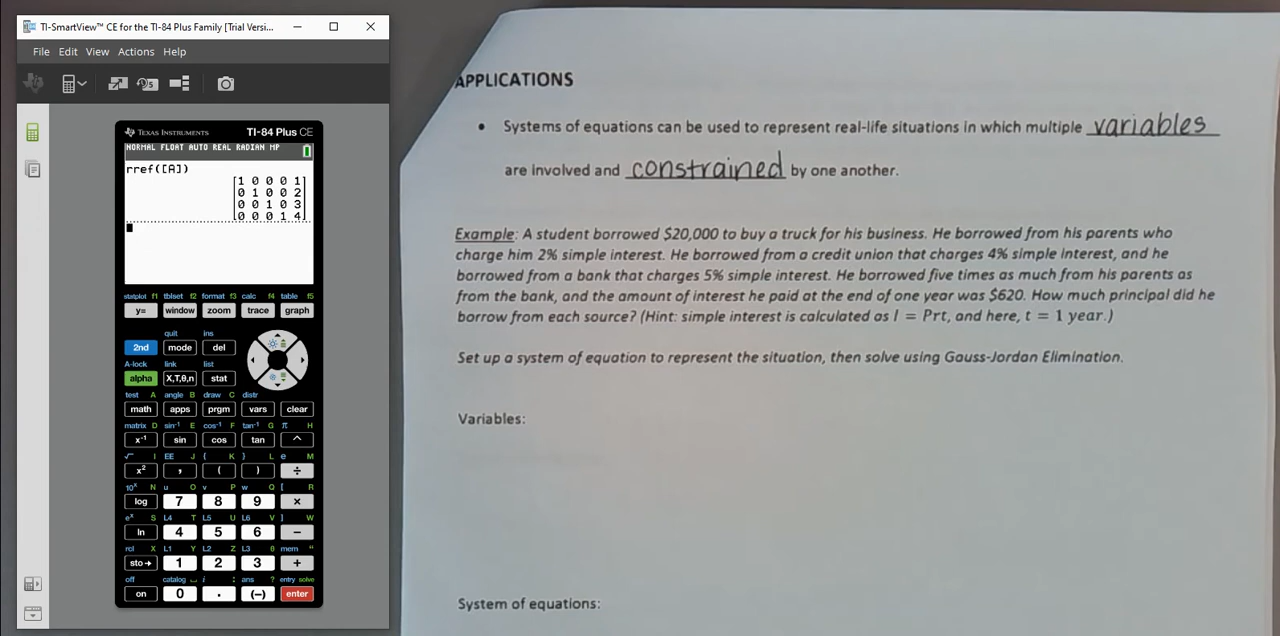 TI-SmartView™ CE for the TI-84 Plus Family [Trial Versi...
File Edit View Actions Help
TEXAS INSTRUMENTS TI-84 Plus CE
NORMAL FLOAT AUTO REAL RADIAN MP
rref([A])
[1 0 0 0 1]
[0 1 0 0 2]
[0 0 1 0 3]
[0 0 0 1 4]
statplot f1 tblset f2 format f3 calc f4 table f5
y= window zoom trace graph
quit ins
2nd mode del
A-lock link list
alpha X,T,θ,n stat
test A angle B draw C distr
math apps prgm vars clear
matrix D sin⁻¹ E cos⁻¹ F tan⁻¹ G π H
x⁻¹ sin cos tan ^
√ I EE J { K } L e M
x² , ( ) ÷
10ˣ N u O v P w Q [ R
log 7 8 9 ×
eˣ S L4 T L5 U L6 V ] W
ln 4 5 6 −
rcl X L1 Y L2 Z L3 θ mem "
sto→ 1 2 3 +
off catalog ⎵ i : ans ? entry solve
on 0 . (−) enter
APPLICATIONS
• Systems of equations can be used to represent real-life situations in which multiple variables
are involved and constrained by one another.
Example: A student borrowed $20,000 to buy a truck for his business. He borrowed from his parents who
charge him 2% simple interest. He borrowed from a credit union that charges 4% simple interest, and he
borrowed from a bank that charges 5% simple interest. He borrowed five times as much from his parents as
from the bank, and the amount of interest he paid at the end of one year was $620. How much principal did he
borrow from each source? (Hint: simple interest is calculated as I = Prt, and here, t = 1 year.)
Set up a system of equation to represent the situation, then solve using Gauss-Jordan Elimination.
Variables:
System of equations: